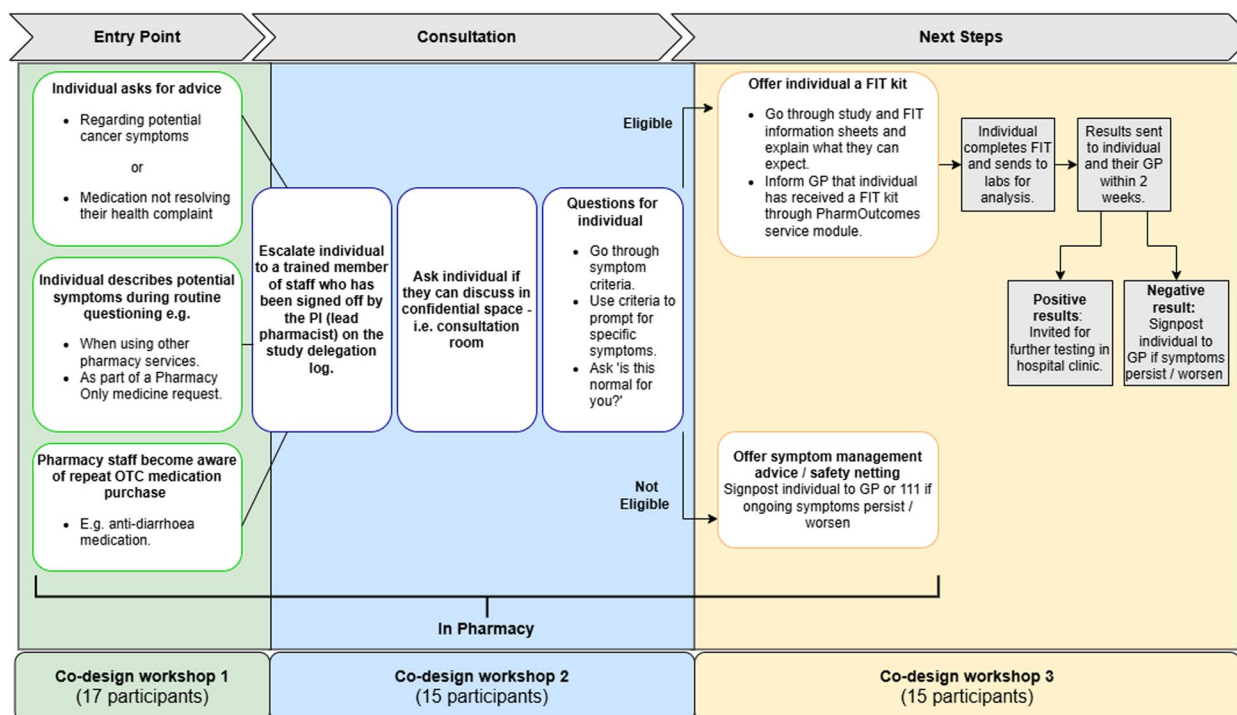 Entry Point
Consultation
Next Steps
Individual asks for advice
• Regarding potential
cancer symptoms
or
• Medication not resolving
their health complaint
Individual describes potential
symptoms during routine
questioning e.g.
• When using other
pharmacy services.
• As part of a Pharmacy
Only medicine request.
Pharmacy staff become aware
of repeat OTC medication
purchase
• E.g. anti-diarrhoea
medication.
Escalate individual
to a trained member
of staff who has
been signed off by
the PI (lead
pharmacist) on the
study delegation
log.
Ask individual if
they can discuss in
confidential space -
i.e. consultation
room
Questions for
individual
• Go through
symptom
criteria.
• Use criteria to
prompt for
specific
symptoms.
• Ask 'is this
normal for
you?'
Eligible
Not
Eligible
Offer individual a FIT kit
• Go through study and FIT
information sheets and
explain what they can
expect.
• Inform GP that individual
has received a FIT kit
through PharmOutcomes
service module.
Individual
completes FIT
and sends to
labs for
analysis.
Results sent
to individual
and their GP
within 2
weeks.
Positive
results:
Invited for
further testing in
hospital clinic.
Negative
result:
Signpost
individual to
GP if symptoms
persist / worsen
Offer symptom management
advice / safety netting
Signpost individual to GP or 111 if
ongoing symptoms persist /
worsen
In Pharmacy
Co-design workshop 1
(17 participants)
Co-design workshop 2
(15 participants)
Co-design workshop 3
(15 participants)